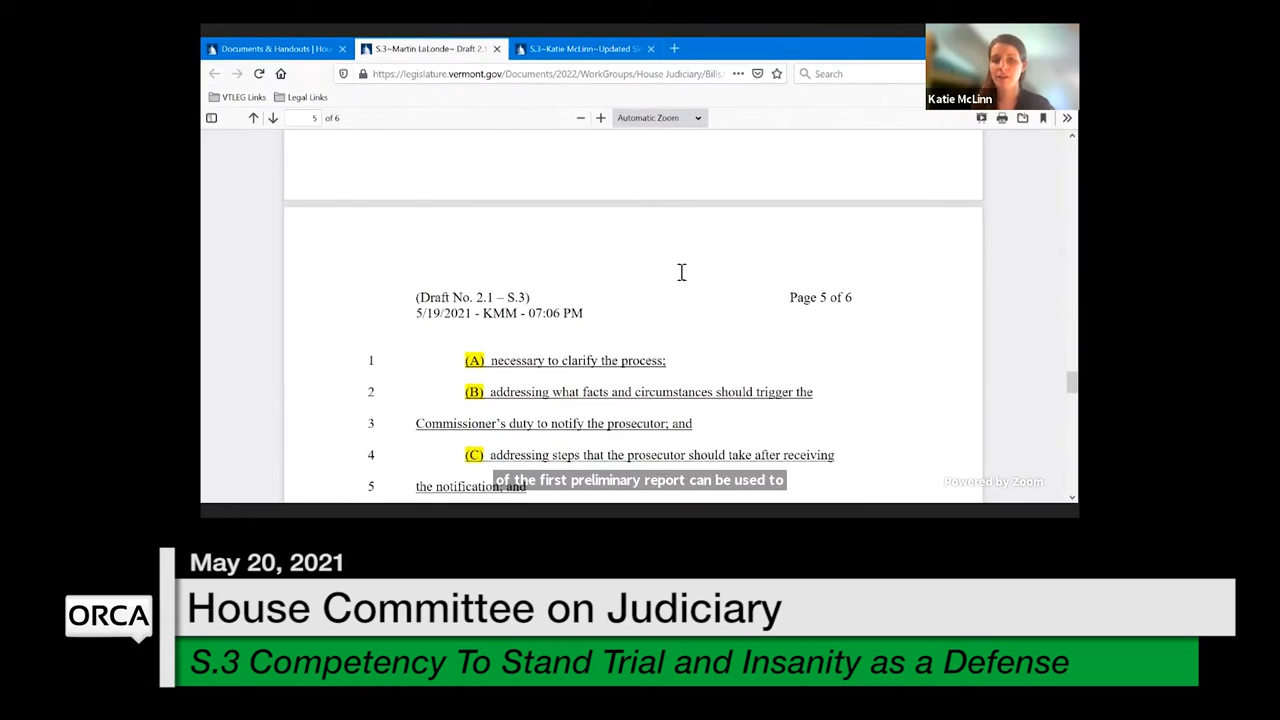 Documents & Handouts | Hou
S.3~Martin LaLonde~ Draft 2.1
S.3~Katie McLinn~Updated Si
https://legislature.vermont.gov/Documents/2022/WorkGroups/House Judiciary/Bills/
Search
VTLEG Links
Legal Links
5 of 6
Automatic Zoom
Katie McLinn
(Draft No. 2.1 – S.3)
Page 5 of 6
5/19/2021 - KMM - 07:06 PM
1 (A) necessary to clarify the process;
2 (B) addressing what facts and circumstances should trigger the
3 Commissioner's duty to notify the prosecutor; and
4 (C) addressing steps that the prosecutor should take after receiving
of the first preliminary report can be used to
Powered by Zoom
5 the notification; and
May 20, 2021
ORCA
House Committee on Judiciary
S.3 Competency To Stand Trial and Insanity as a Defense